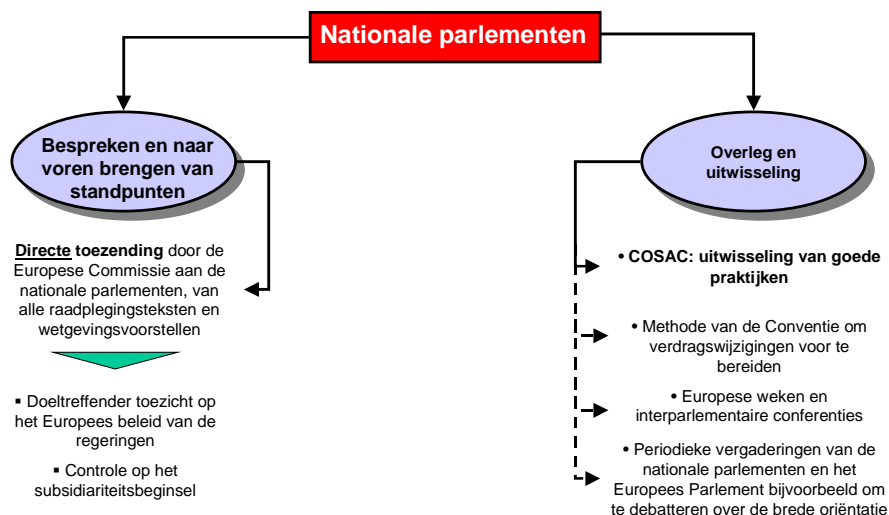 Nationale parlementen
Bespreken en naar
voren brengen van
standpunten
Directe toezending door de
Europese Commissie aan de
nationale parlementen, van
alle raadplegingsteksten en
wetgevingsvoorstellen
▪ Doeltreffender toezicht op
het Europees beleid van de
regeringen
▪ Controle op het
subsidiariteitsbeginsel
Overleg en
uitwisseling
• COSAC: uitwisseling van goede
praktijken
• Methode van de Conventie om
verdragswijzigingen voor te
bereiden
• Europese weken en
interparlementaire conferenties
• Periodieke vergaderingen van de
nationale parlementen en het
Europees Parlement bijvoorbeeld om
te debatteren over de brede oriëntatie